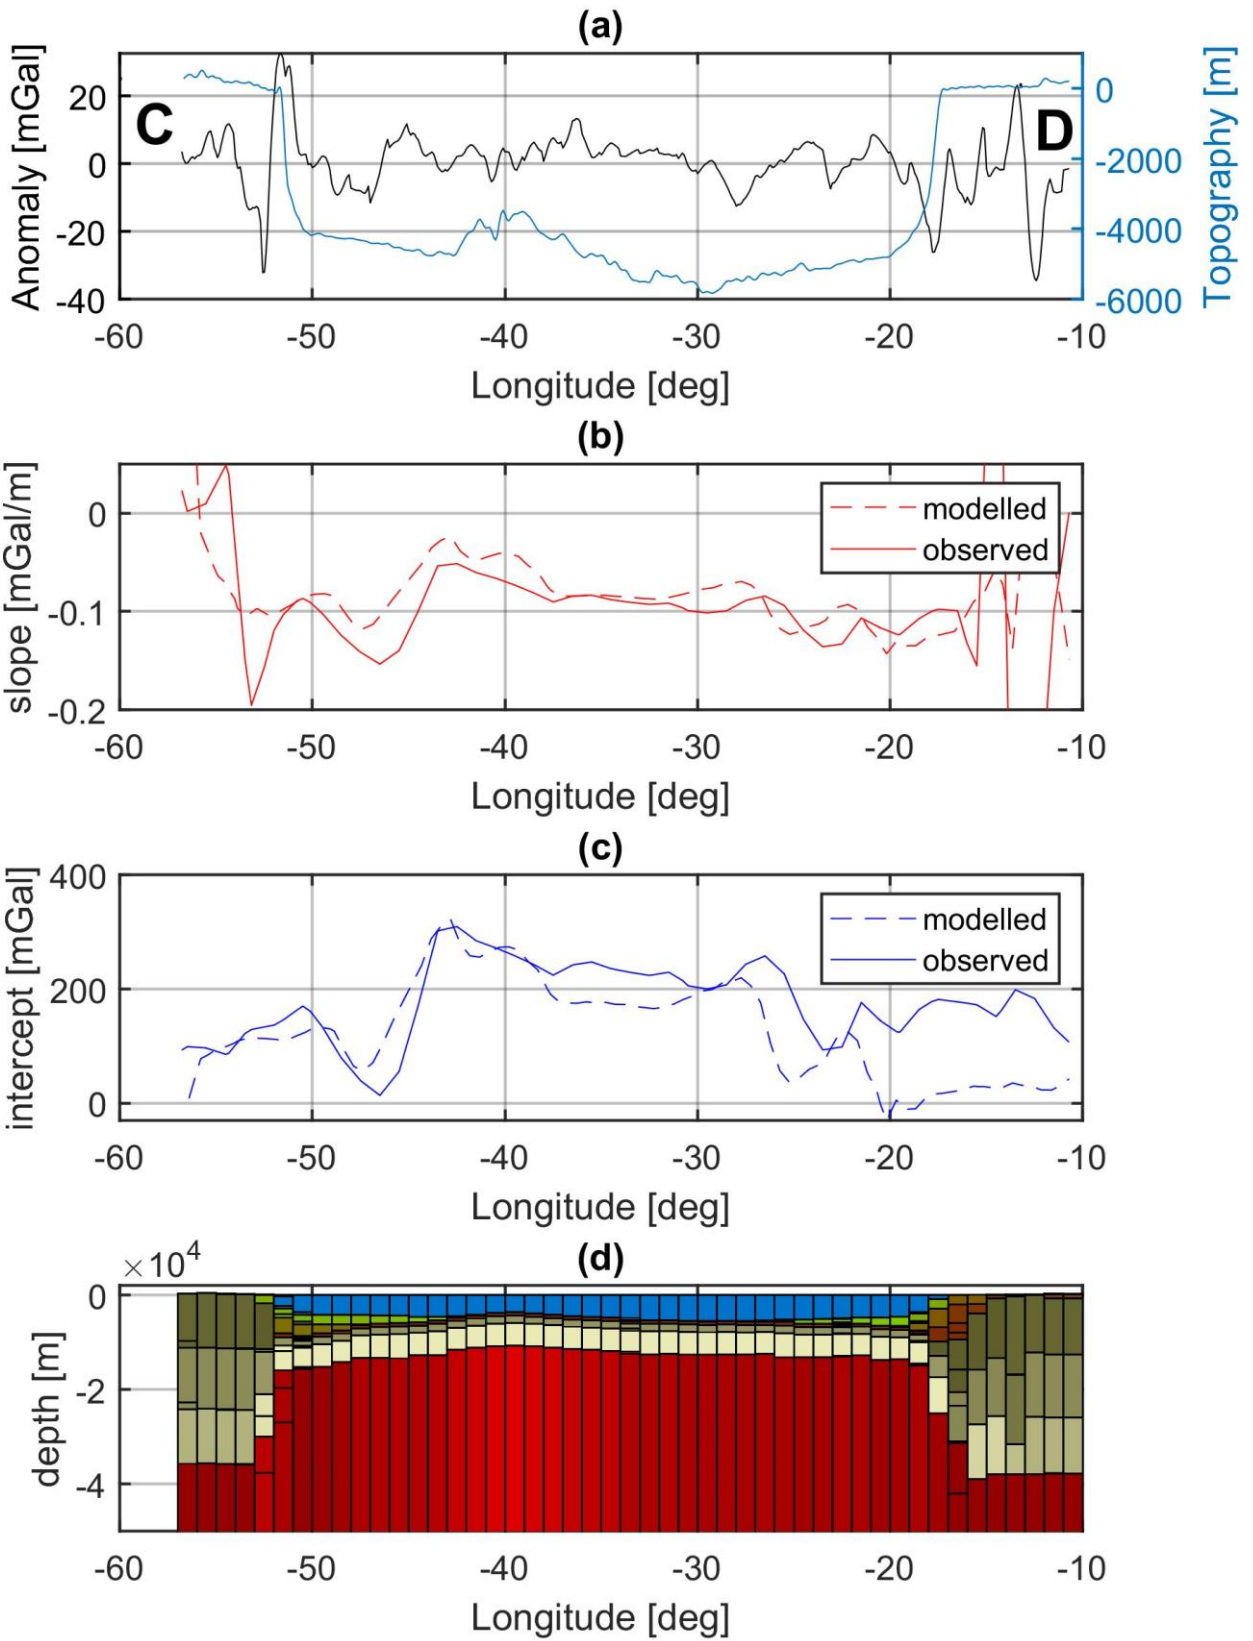 (a)
Anomaly [mGal]
20
0
-20
-40
C
D
0
-2000
-4000
-6000
Topography [m]
-60 -50 -40 -30 -20 -10
Longitude [deg]
(b)
slope [mGal/m]
0
-0.1
-0.2
modelled
observed
-60 -50 -40 -30 -20 -10
Longitude [deg]
(c)
intercept [mGal]
400
200
0
modelled
observed
-60 -50 -40 -30 -20 -10
Longitude [deg]
(d)
×10⁴
depth [m]
0
-2
-4
-60 -50 -40 -30 -20 -10
Longitude [deg]